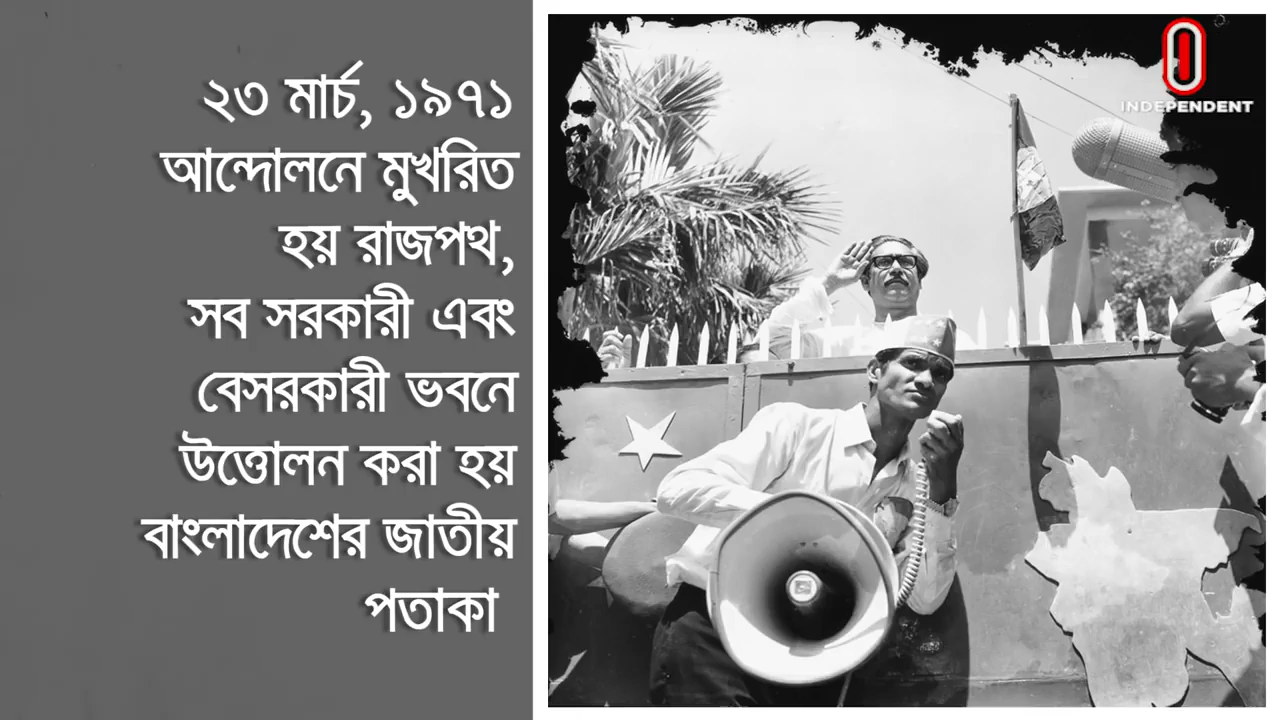 ২৩ মার্চ, ১৯৭১
আন্দোলনে মুখরিত
হয় রাজপথ,
সব সরকারী এবং
বেসরকারী ভবনে
উত্তোলন করা হয়
বাংলাদেশের জাতীয়
পতাকা
INDEPENDENT